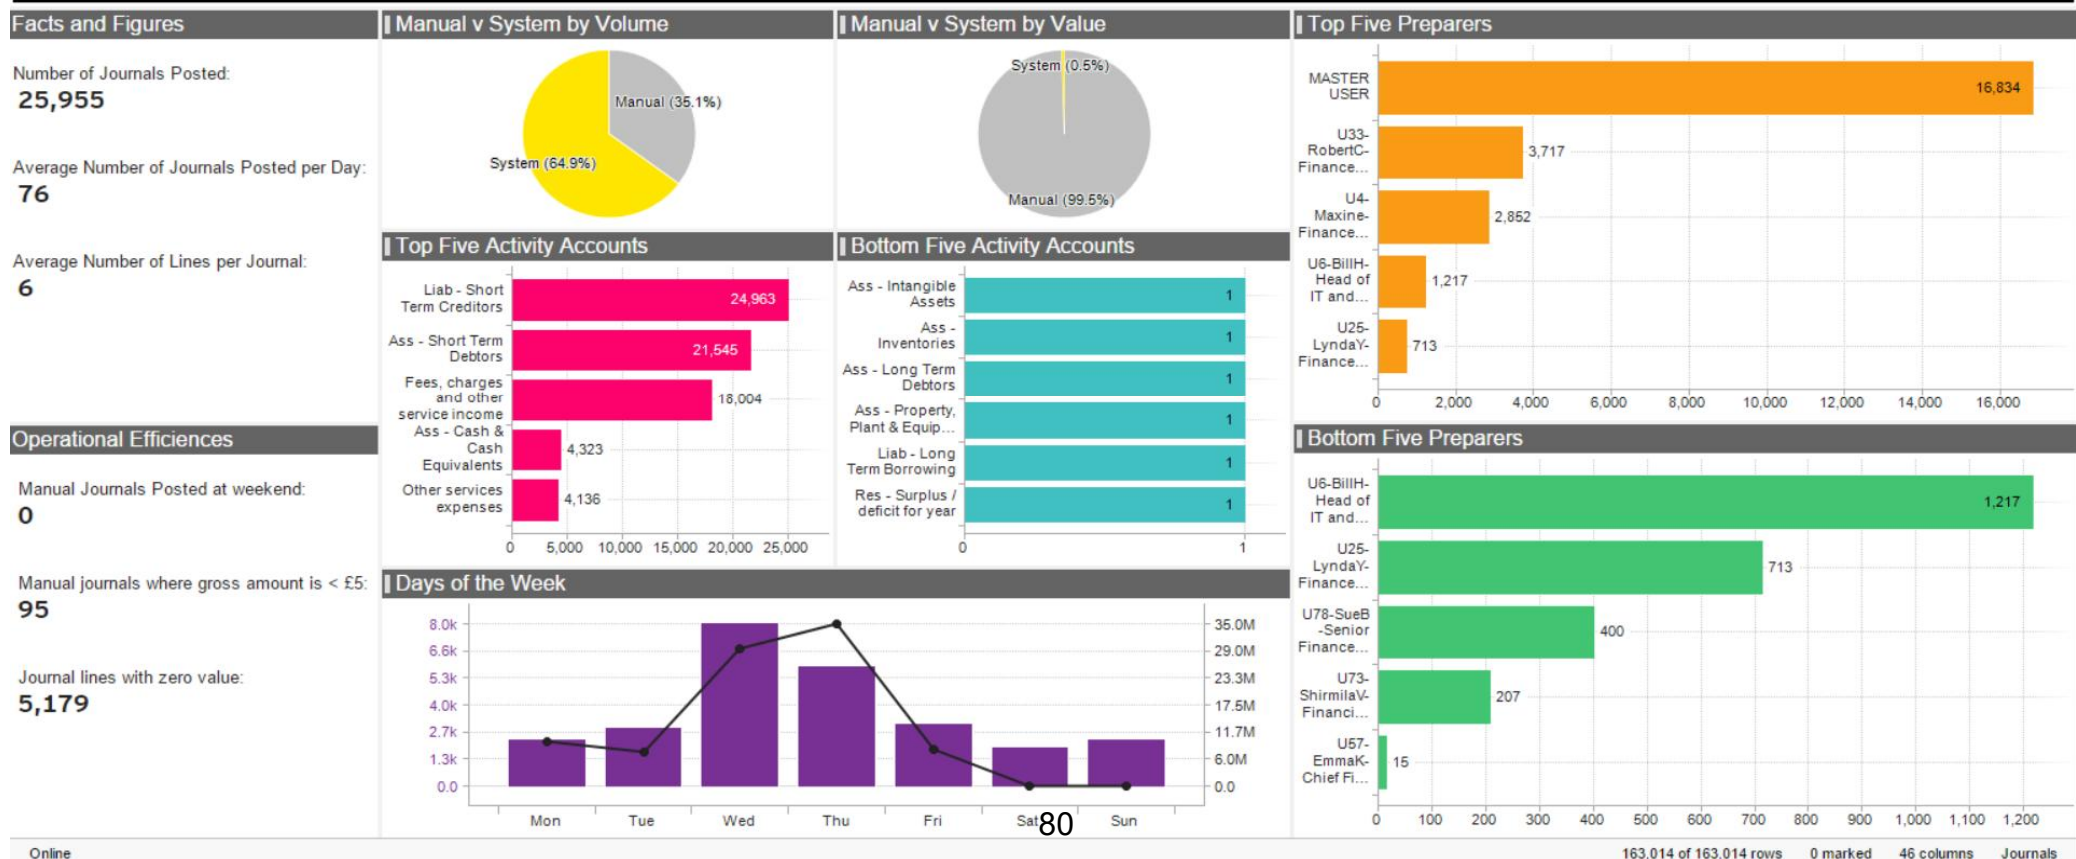 Facts and Figures
Number of Journals Posted:
25,955
Average Number of Journals Posted per Day:
76
Average Number of Lines per Journal:
6
Operational Efficiences
Manual Journals Posted at weekend:
0
Manual journals where gross amount is < £5:
95
Journal lines with zero value:
5,179
Manual v System by Volume
Manual (35.1%)
System (64.9%)
Manual v System by Value
System (0.5%)
Manual (99.5%)
Top Five Activity Accounts
Liab - Short
Term Creditors
24,963
Ass - Short Term
Debtors
21,545
Fees, charges
and other
service income
18,004
Ass - Cash &
Cash
Equivalents
4,323
Other services
expenses
4,136
0 5,000 10,000 15,000 20,000 25,000
Bottom Five Activity Accounts
Ass - Intangible
Assets
1
Ass -
Inventories
1
Ass - Long Term
Debtors
1
Ass - Property,
Plant & Equip...
1
Liab - Long
Term Borrowing
1
Res - Surplus /
deficit for year
1
0 1
Days of the Week
8.0k
6.6k
5.3k
4.0k
2.7k
1.3k
0.0
35.0M
29.0M
23.3M
17.5M
11.7M
6.0M
0.0
Mon Tue Wed Thu Fri Sat Sun
80
Top Five Preparers
MASTER
USER
16,834
U33-
RobertC-
Finance...
3,717
U4-
Maxine-
Finance...
2,852
U6-BillH-
Head of
IT and...
1,217
U25-
LyndaY-
Finance...
713
0 2,000 4,000 6,000 8,000 10,000 12,000 14,000 16,000
Bottom Five Preparers
U6-BillH-
Head of
IT and...
1,217
U25-
LyndaY-
Finance...
713
U78-SueB
-Senior
Finance...
400
U73-
ShirmilaV-
Financi...
207
U57-
EmmaK-
Chief Fi...
15
0 100 200 300 400 500 600 700 800 900 1,000 1,100 1,200
Online
163,014 of 163,014 rows 0 marked 46 columns Journals